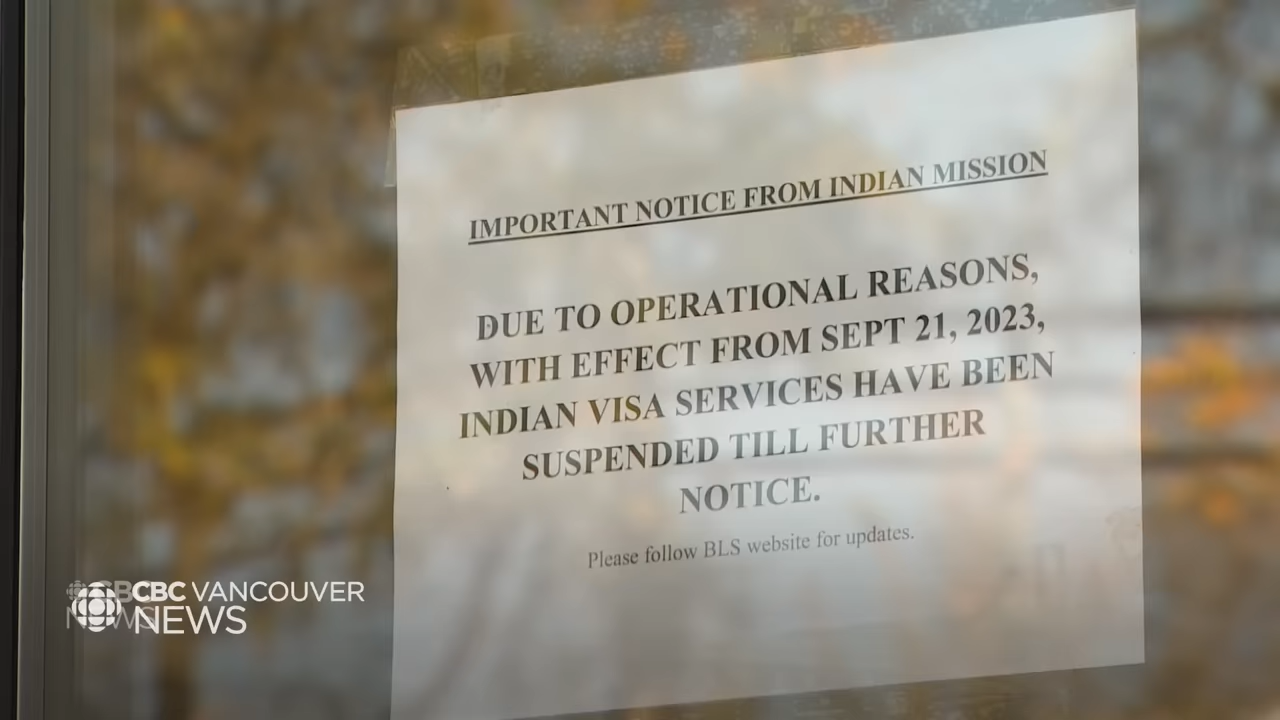 IMPORTANT NOTICE FROM INDIAN MISSION
DUE TO OPERATIONAL REASONS,
WITH EFFECT FROM SEPT 21, 2023,
INDIAN VISA SERVICES HAVE BEEN
SUSPENDED TILL FURTHER
NOTICE.
Please follow BLS website for updates.
CBC VANCOUVER
NEWS